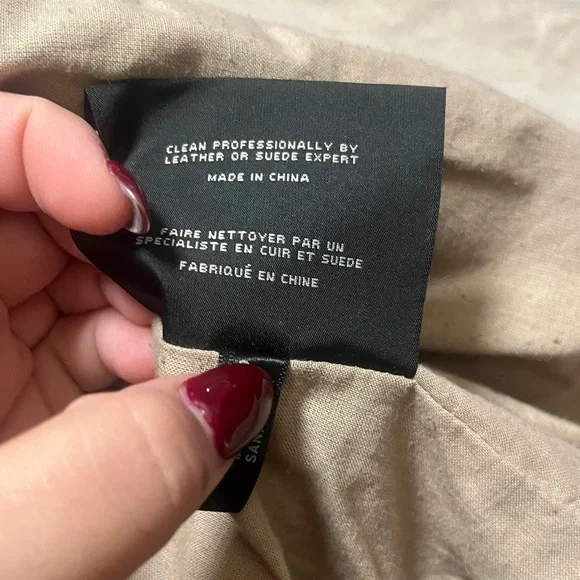 CLEAN PROFESSIONALLY BY
LEATHER OR SUEDE EXPERT
MADE IN CHINA
FAIRE NETTOYER PAR UN
SPECIALISTE EN CUIR ET SUEDE
FABRIQUÉ EN CHINE